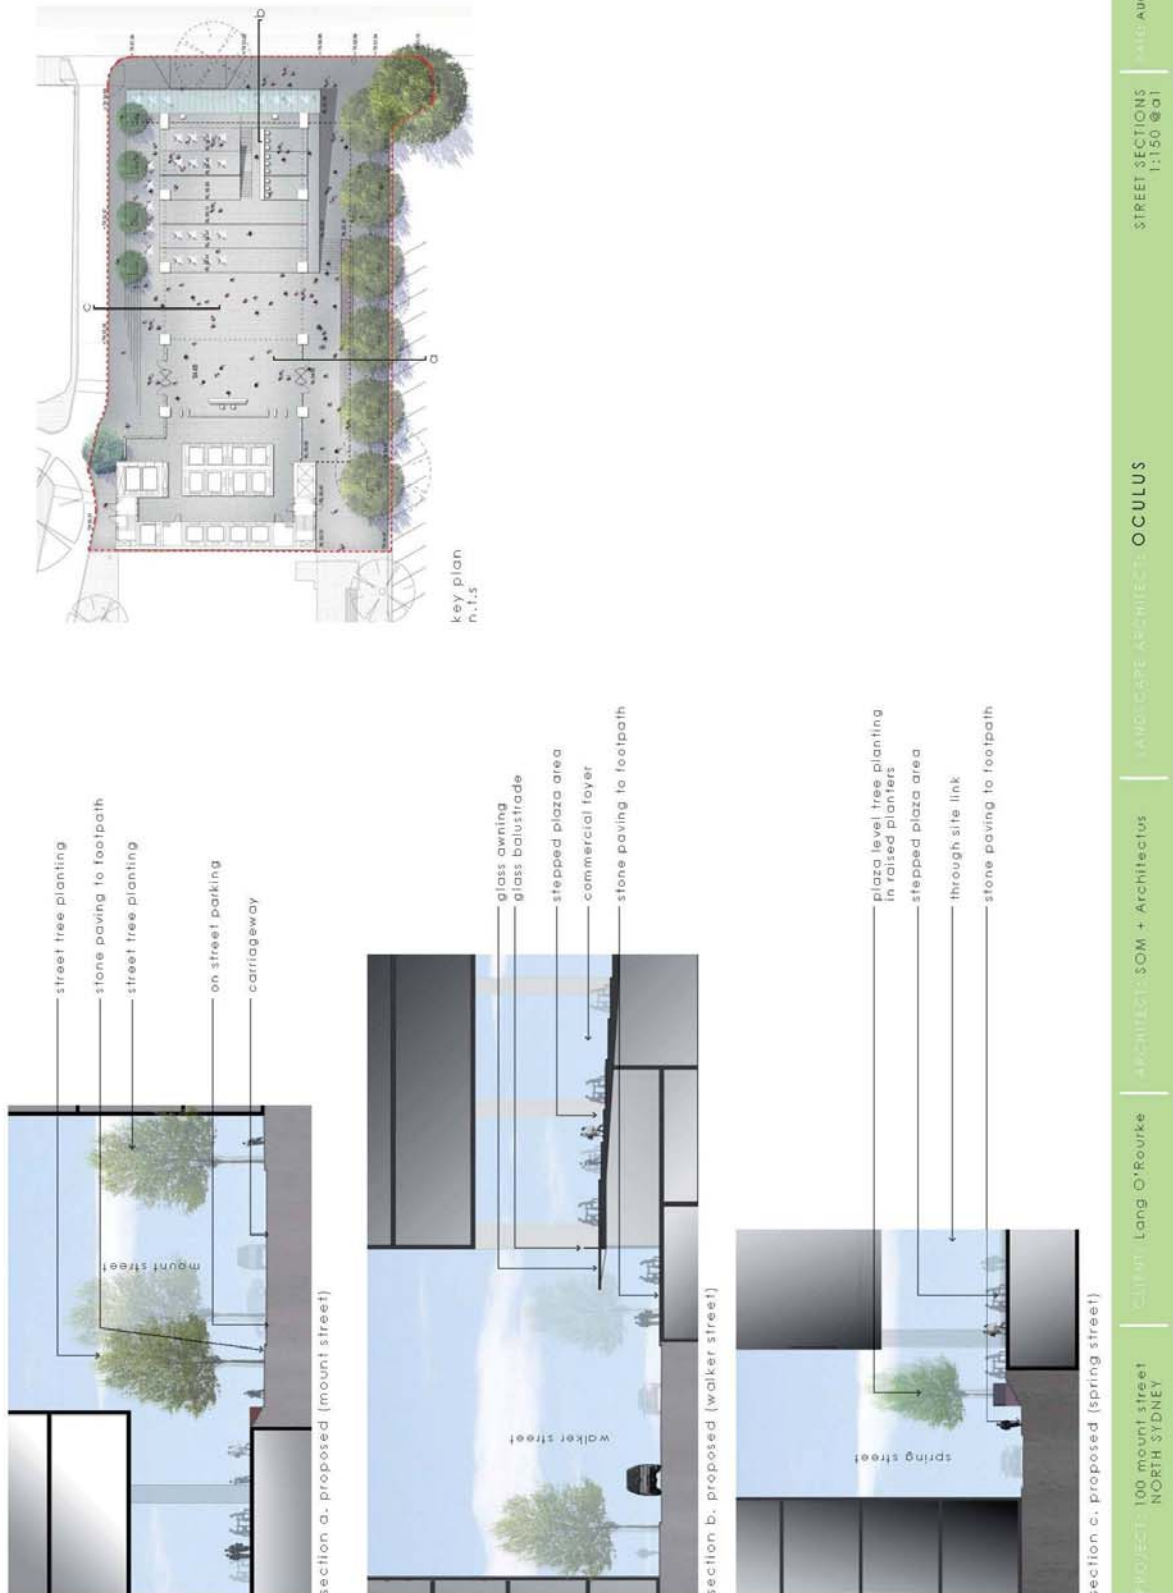 street tree planting
stone paving to footpath
street tree planting
on street parking
carriageway
mount street
section a. proposed (mount street)
glass awning
glass balustrade
stepped plaza area
commercial foyer
stone paving to footpath
walker street
section b. proposed (walker street)
plaza level tree planting
in raised planters
stepped plaza area
through site link
stone paving to footpath
spring street
section c. proposed (spring street)
a
b
c
key plan
n.t.s
100 mount street
NORTH SYDNEY
CLIENT: Lang O'Rourke
ARCHITECT: SOM + Architectus
LANDSCAPE ARCHITECT: OCULUS
STREET SECTIONS
1:150 @a1